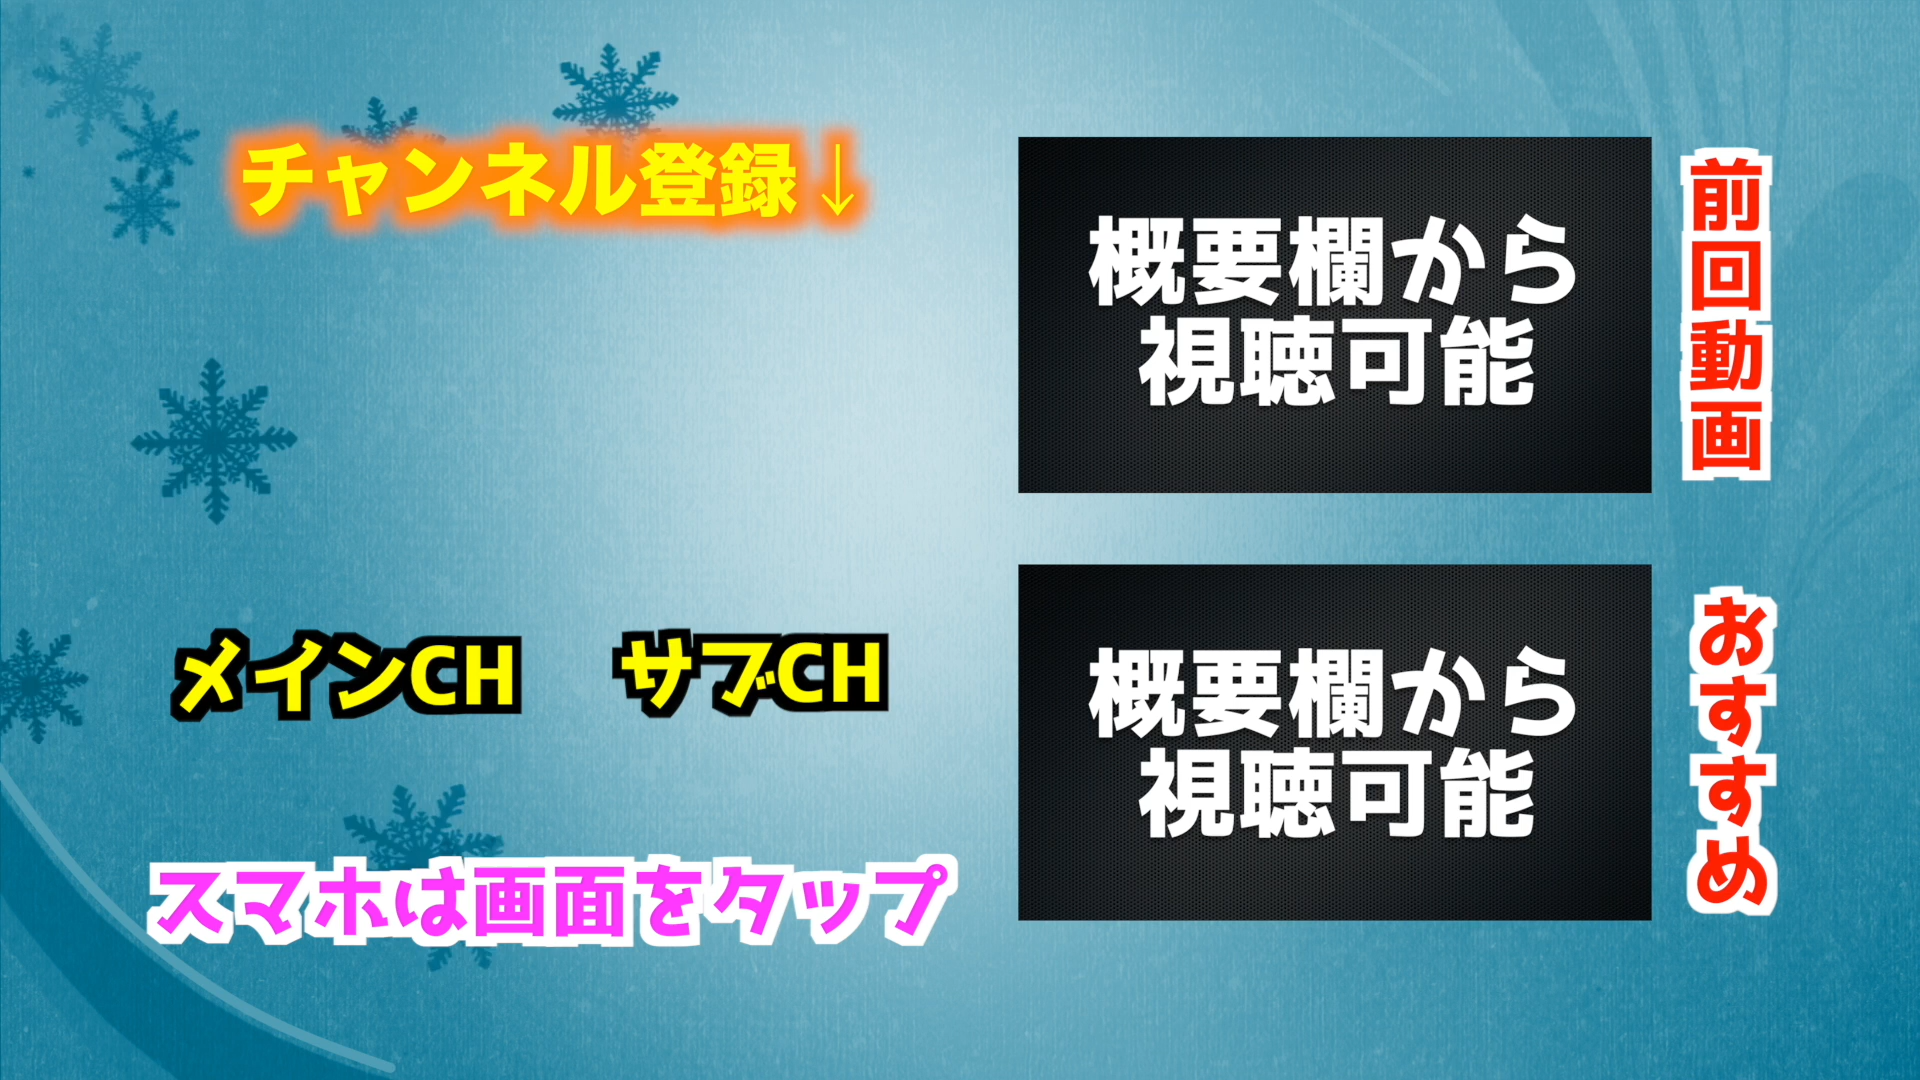 チャンネル登録↓
メインCH
サブCH
スマホは画面をタップ
概要欄から
視聴可能
前回動画
概要欄から
視聴可能
おすすめ